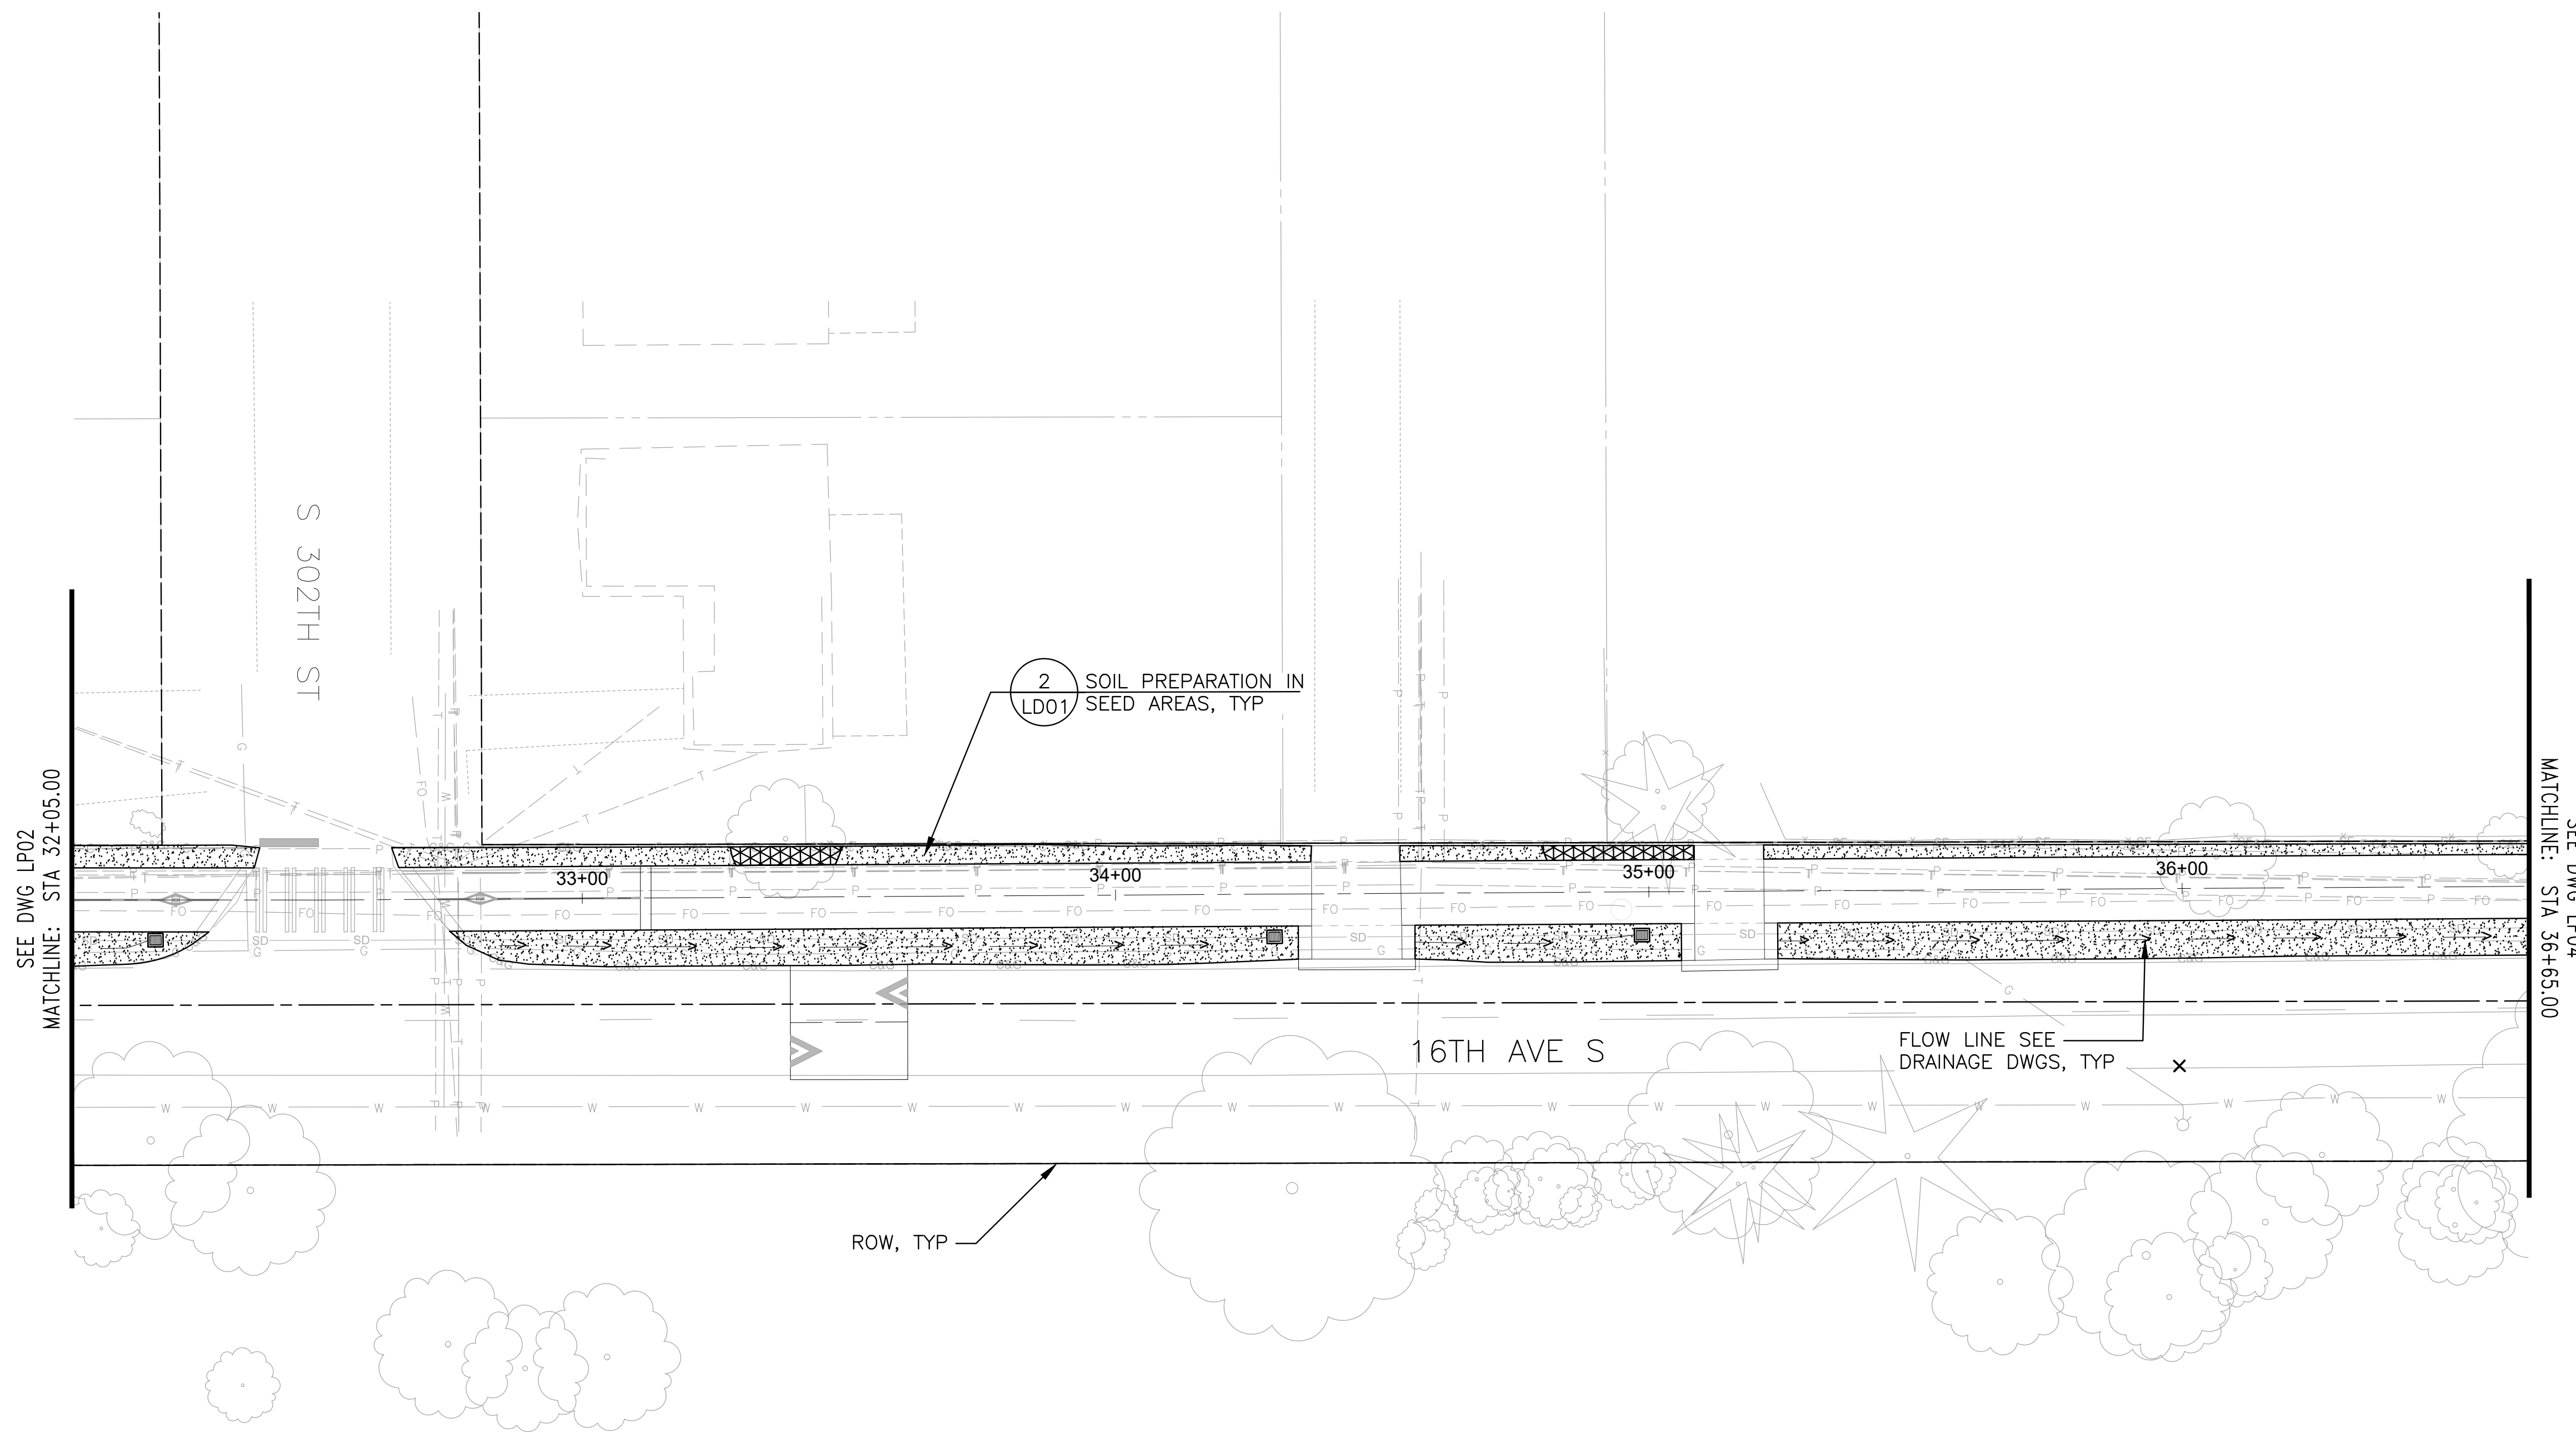 S 302TH ST
2
LD01
SOIL PREPARATION IN
SEED AREAS, TYP
SEE DWG LP02
MATCHLINE: STA 32+05.00
MATCHLINE: STA 36+65.00
SEE DWG LP04
33+00
34+00
35+00
36+00
16TH AVE S
FLOW LINE SEE
DRAINAGE DWGS, TYP
ROW, TYP